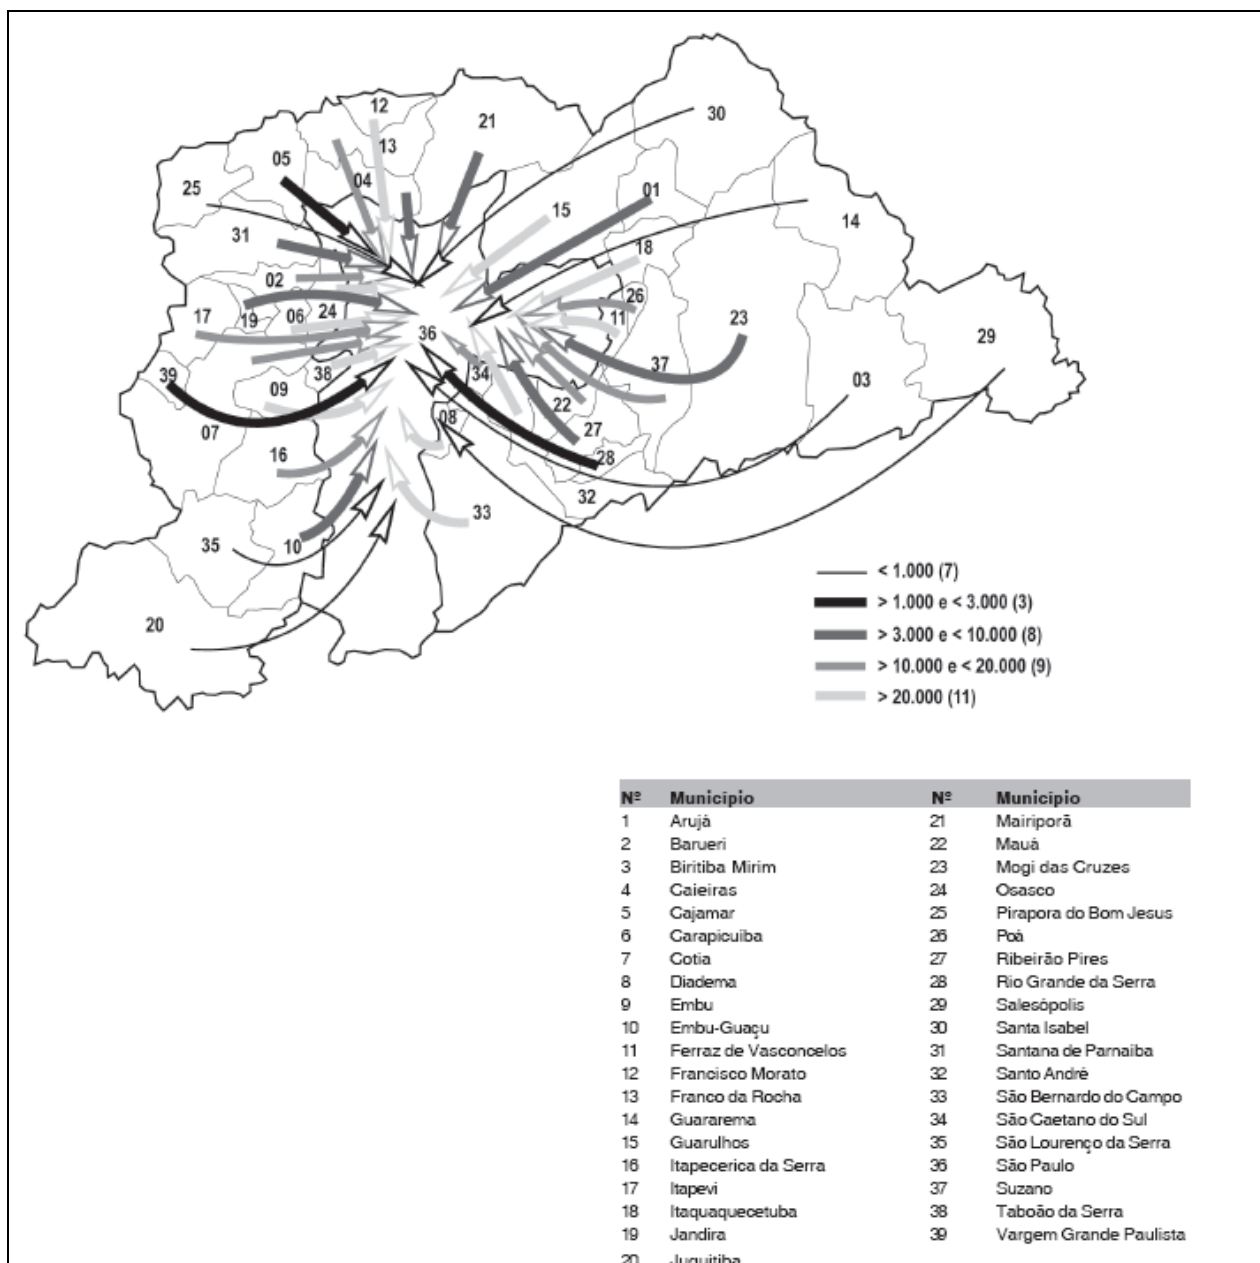 12
30
21
13
05
04
25
01
15
14
31
18
02
26
17
19
06
24
11
23
36
29
39
38
34
37
03
09
22
08
07
27
16
28
32
33
35
10
20
< 1.000 (7)
> 1.000 e < 3.000 (3)
> 3.000 e < 10.000 (8)
> 10.000 e < 20.000 (9)
> 20.000 (11)
Nº Município Nº Município
1 Arujá 21 Mairiporã
2 Barueri 22 Mauá
3 Biritiba Mirim 23 Mogi das Cruzes
4 Caieiras 24 Osasco
5 Cajamar 25 Pirapora do Bom Jesus
6 Carapicuíba 26 Poá
7 Cotia 27 Ribeirão Pires
8 Diadema 28 Rio Grande da Serra
9 Embu 29 Salesópolis
10 Embu-Guaçu 30 Santa Isabel
11 Ferraz de Vasconcelos 31 Santana de Parnaíba
12 Francisco Morato 32 Santo André
13 Franco da Rocha 33 São Bernardo do Campo
14 Guararema 34 São Caetano do Sul
15 Guarulhos 35 São Lourenço da Serra
16 Itapecerica da Serra 36 São Paulo
17 Itapevi 37 Suzano
18 Itaquaquecetuba 38 Taboão da Serra
19 Jandira 39 Vargem Grande Paulista
20 Juquitiba